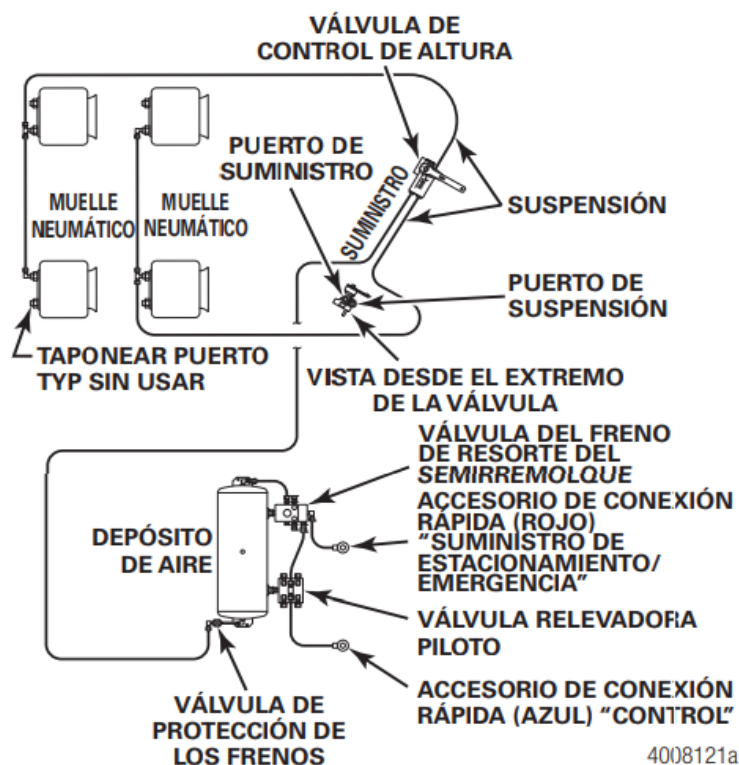 VÁLVULA DE
CONTROL DE ALTURA
PUERTO DE
SUMINISTRO
SUMINISTRO
MUELLE
NEUMÁTICO
MUELLE
NEUMÁTICO
SUSPENSIÓN
PUERTO DE
SUSPENSIÓN
TAPONEAR PUERTO
TYP SIN USAR
VISTA DESDE EL EXTREMO
DE LA VÁLVULA
VÁLVULA DEL FRENO
DE RESORTE DEL
SEMIRREMOLQUE
ACCESORIO DE CONEXIÓN
RÁPIDA (ROJO)
“SUMINISTRO DE
ESTACIONAMIENTO/
EMERGENCIA”
DEPÓSITO
DE AIRE
VÁLVULA RELEVADORA
PILOTO
ACCESORIO DE CONEXIÓN
RÁPIDA (AZUL) “CONTROL”
VÁLVULA DE
PROTECCIÓN DE
LOS FRENOS
4008121a